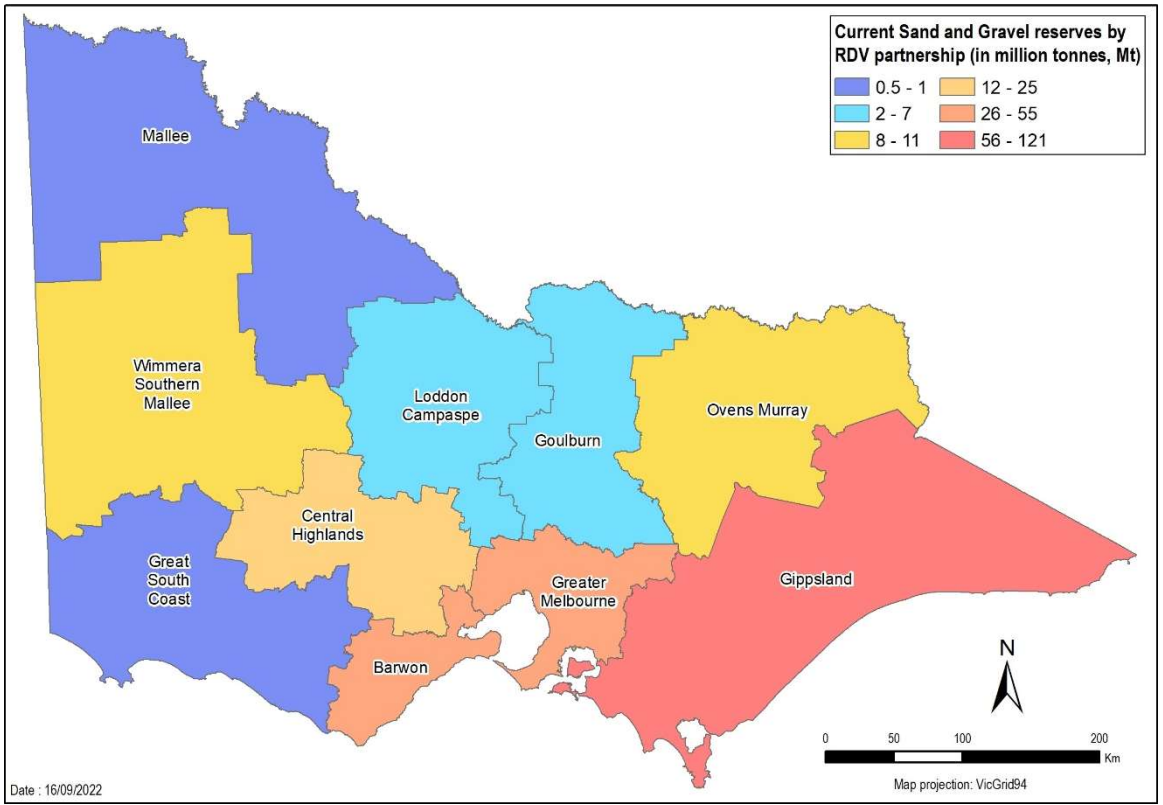 Current Sand and Gravel reserves by
RDV partnership (in million tonnes, Mt)
0.5 - 1
12 - 25
2 - 7
26 - 55
8 - 11
56 - 121
Mallee
Wimmera
Southern
Mallee
Loddon
Campaspe
Goulburn
Ovens Murray
Central
Highlands
Great
South
Coast
Greater
Melbourne
Gippsland
Barwon
N
0 50 100 200
Km
Map projection: VicGrid94
Date : 16/09/2022